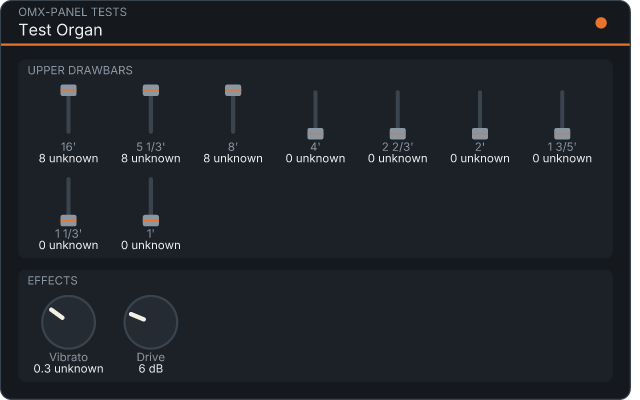 OMX-PANEL TESTS
Test Organ
UPPER DRAWBARS
16' 5 1/3' 8' 4' 2 2/3' 2' 1 3/5'
8 unknown 8 unknown 8 unknown 0 unknown 0 unknown 0 unknown 0 unknown
1 1/3' 1'
0 unknown 0 unknown
EFFECTS
Vibrato Drive
0.3 unknown 6 dB